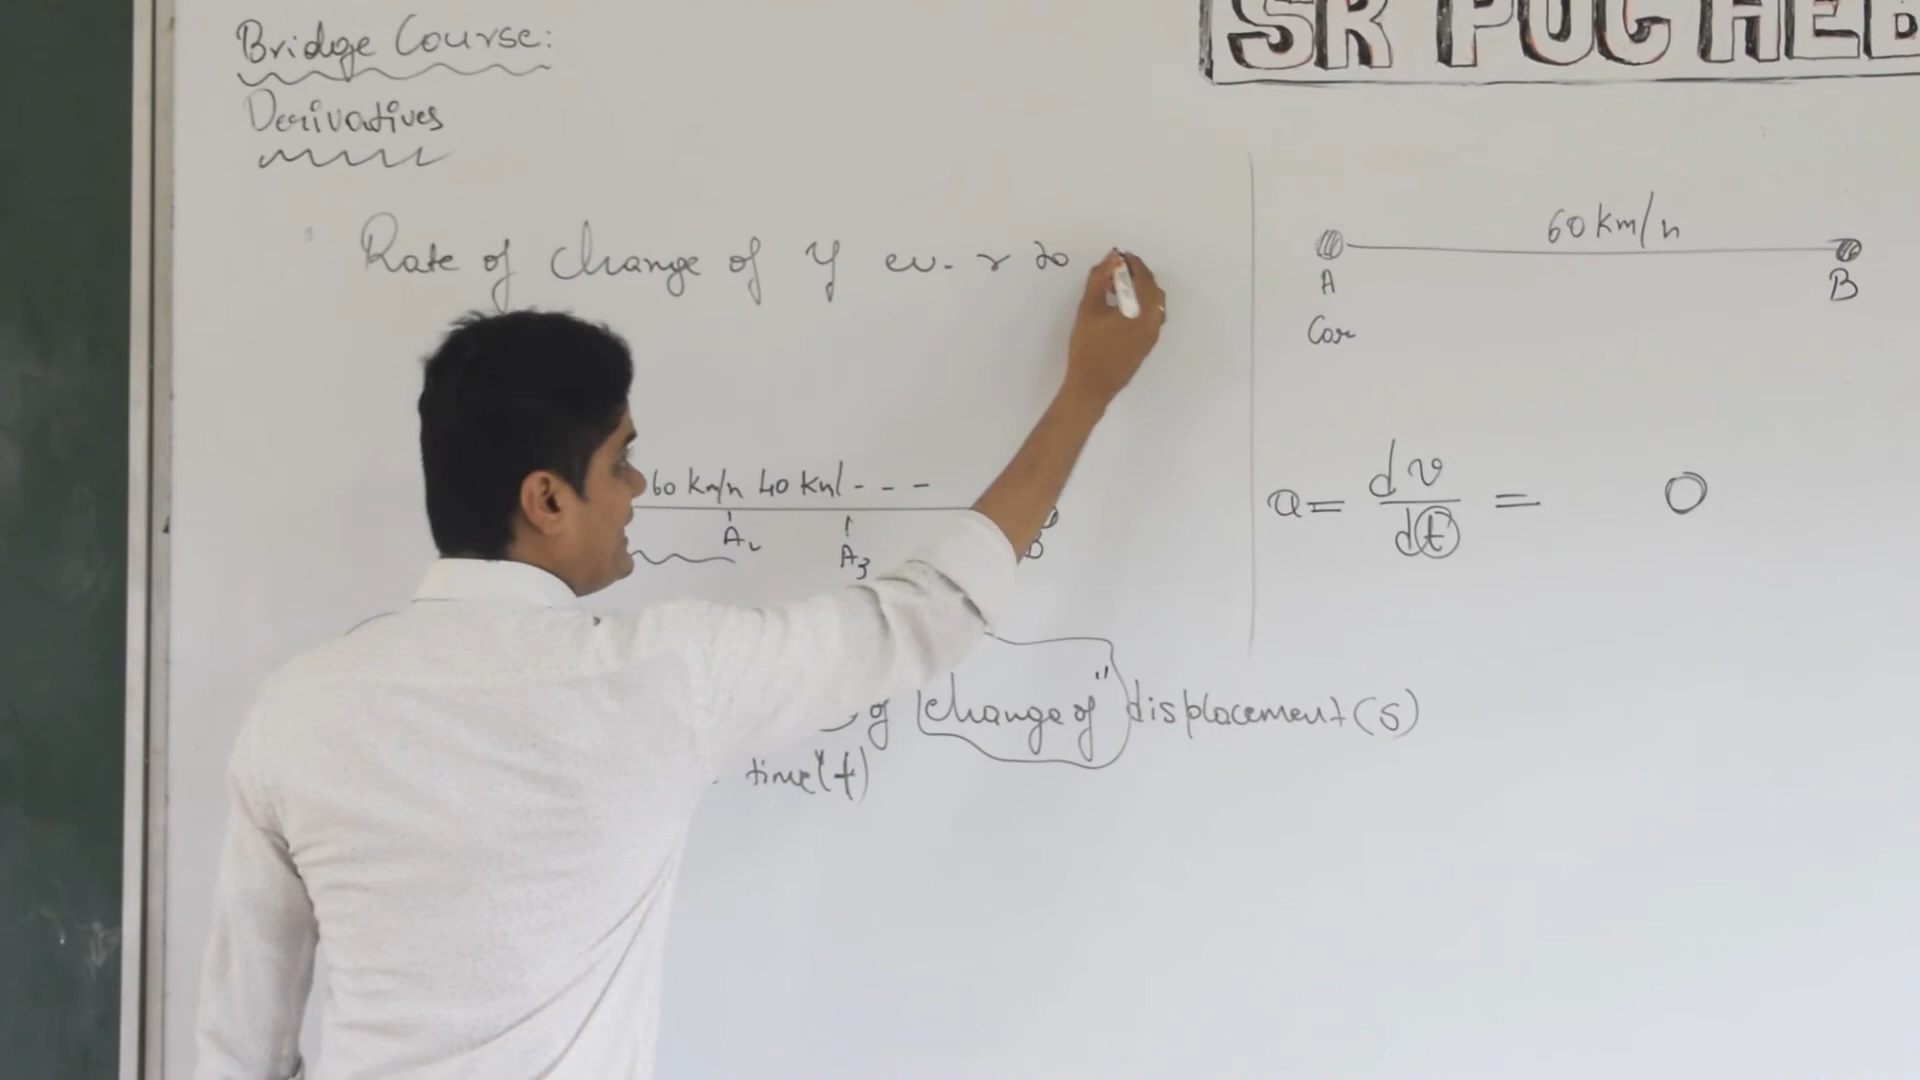 Bridge Course:
Derivatives
Rate of change of y w.r to
60 km/h 40 km/ - - -
A2
A3
B
of "change of" displacement (s)
time"(t)
SR PUC HEB
60 km/h
A
B
Car
a = dv/dt = 0